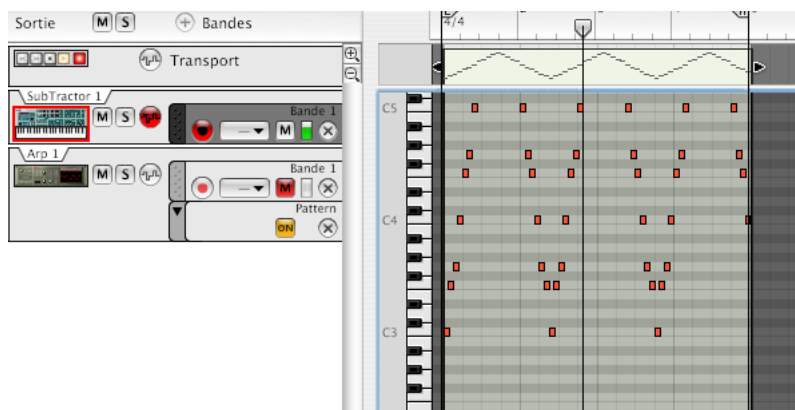 Sortie M S Bandes
Transport
SubTractor 1
M S Bande 1
M
Arp 1
M S Bande 1
M
Pattern
ON
4/4
C5
C4
C3